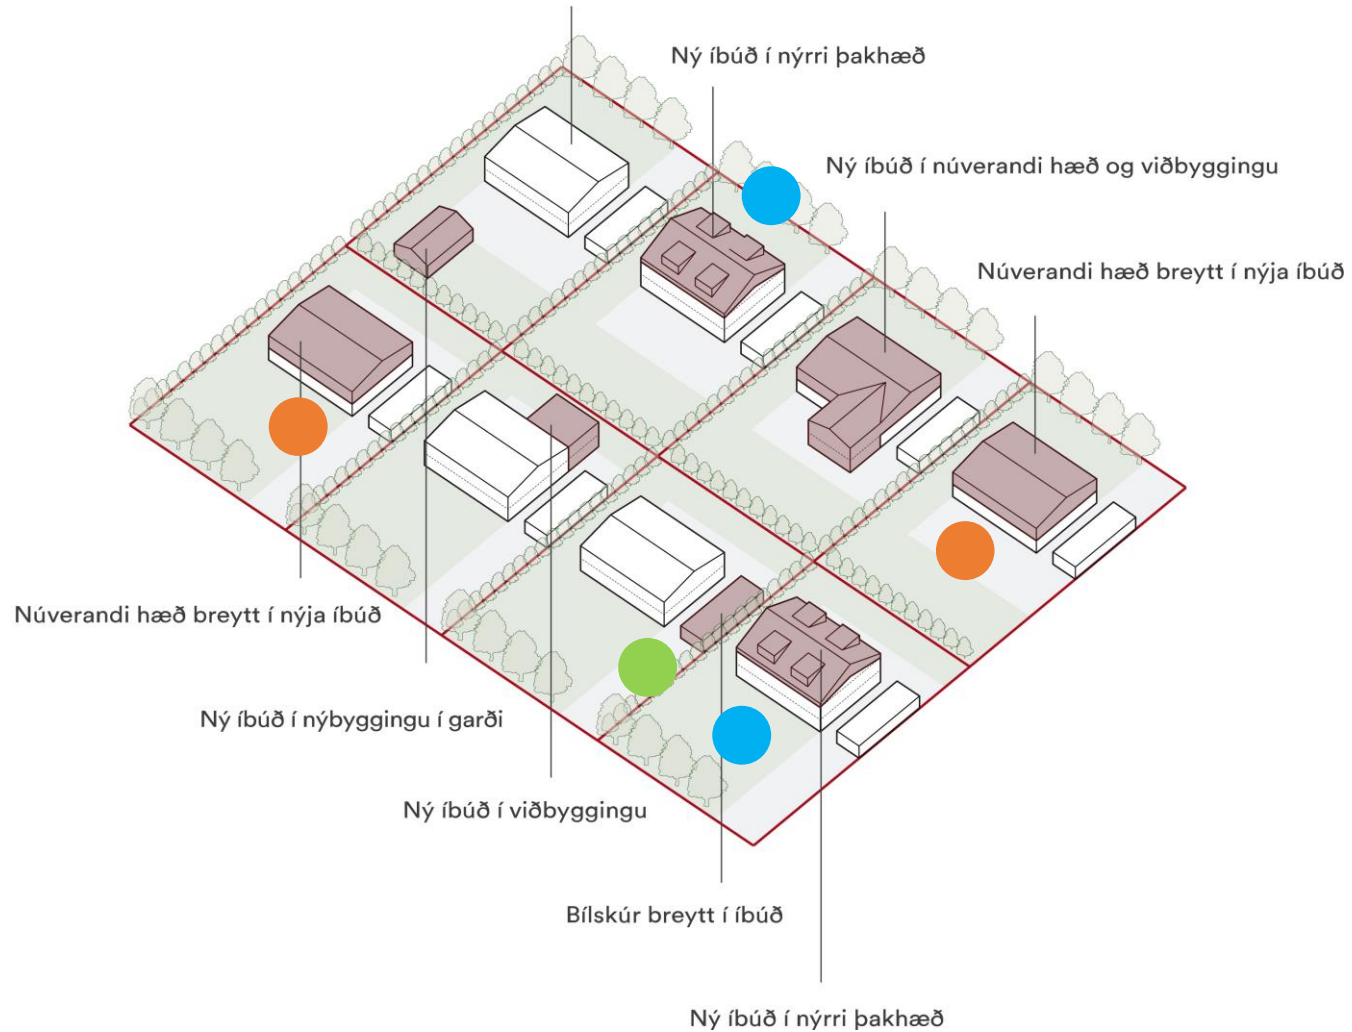 Ný íbúð í nýrri þakhæð
Ný íbúð í núverandi hæð og viðbyggingu
Núverandi hæð breytt í nýja íbúð
Núverandi hæð breytt í nýja íbúð
Ný íbúð í nýbyggingu í garði
Ný íbúð í viðbyggingu
Bílskúr breytt í íbúð
Ný íbúð í nýrri þakhæð